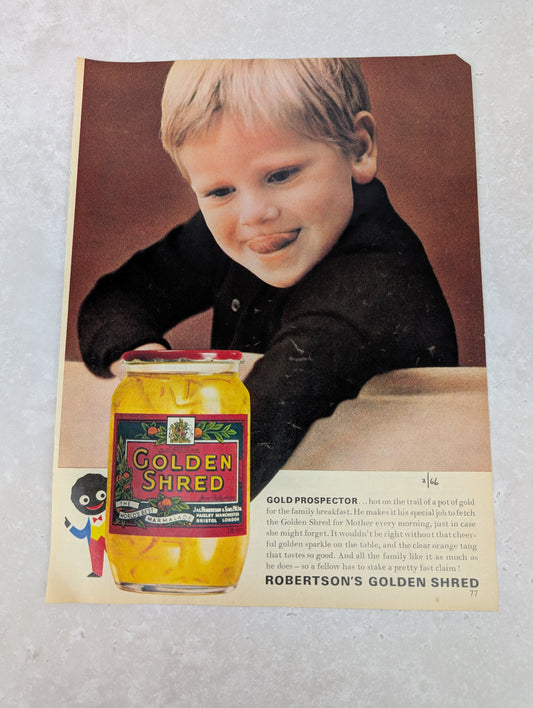 GOLDEN
SHRED
THE
WORLD'S BEST
MARMALADE
JAS. ROBERTSON & SONS P.M. LTD.
PAISLEY MANCHESTER
BRISTOL LONDON
2/66
GOLD PROSPECTOR...hot on the trail of a pot of gold
for the family breakfast. He makes it his special job to fetch
the Golden Shred for Mother every morning, just in case
she might forget. It wouldn't be right without that cheer-
ful golden sparkle on the table, and the clear orange tang
that tastes so good. And all the family like it as much as
he does – so a fellow has to stake a pretty fast claim!
ROBERTSON'S GOLDEN SHRED
77